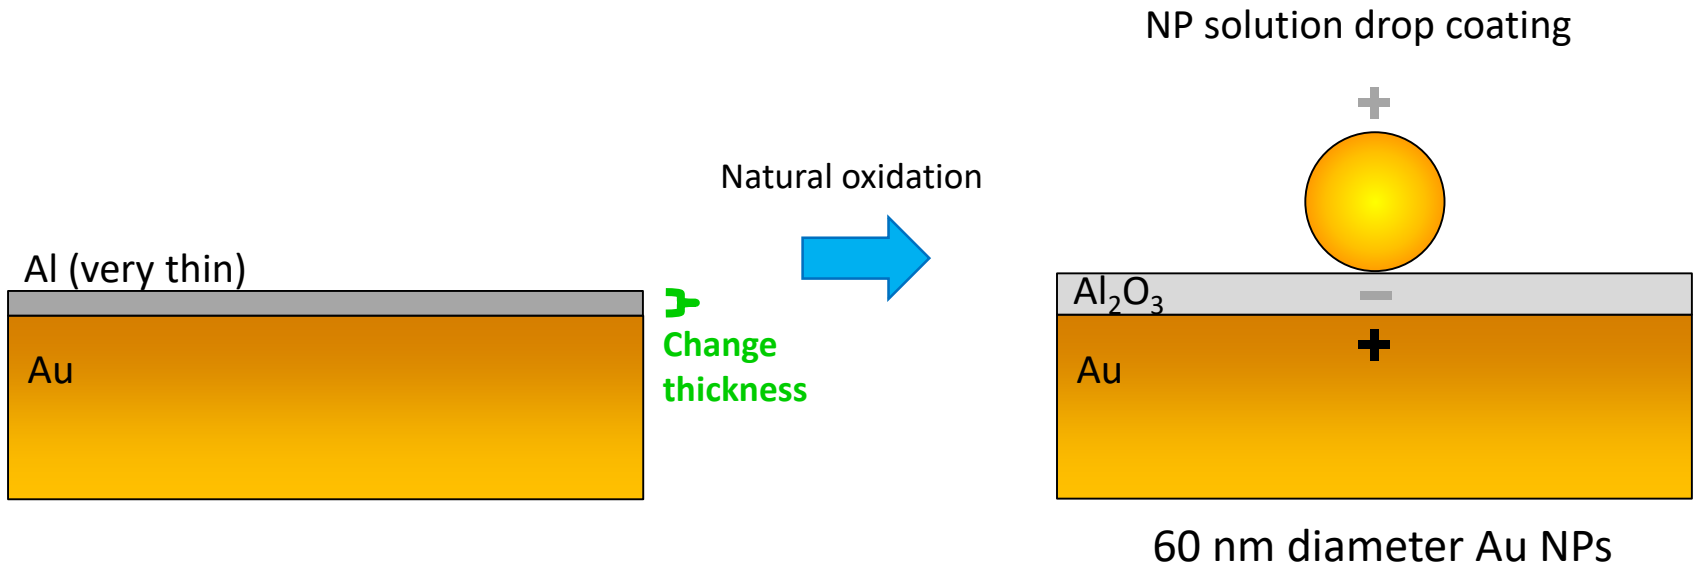 Al (very thin)
Au
Change
thickness
Natural oxidation
NP solution drop coating
+
Al₂O₃ −
+
Au
60 nm diameter Au NPs